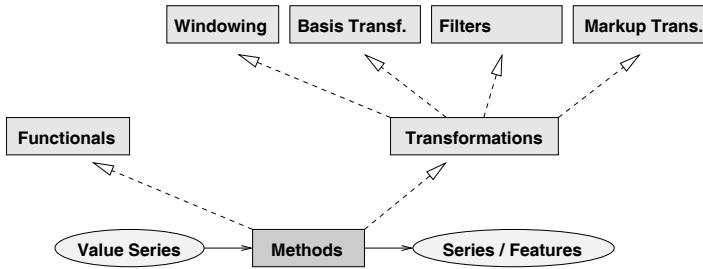 Windowing
Basis Transf.
Filters
Markup Trans.
Functionals
Transformations
Value Series
Methods
Series / Features